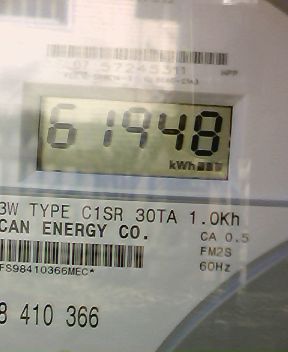 61948
kWh
3W TYPE C1SR 30TA 1.0Kh
CAN ENERGY CO.
CA 0.5
FM2S
60Hz
FS98410366MEC*
8 410 366